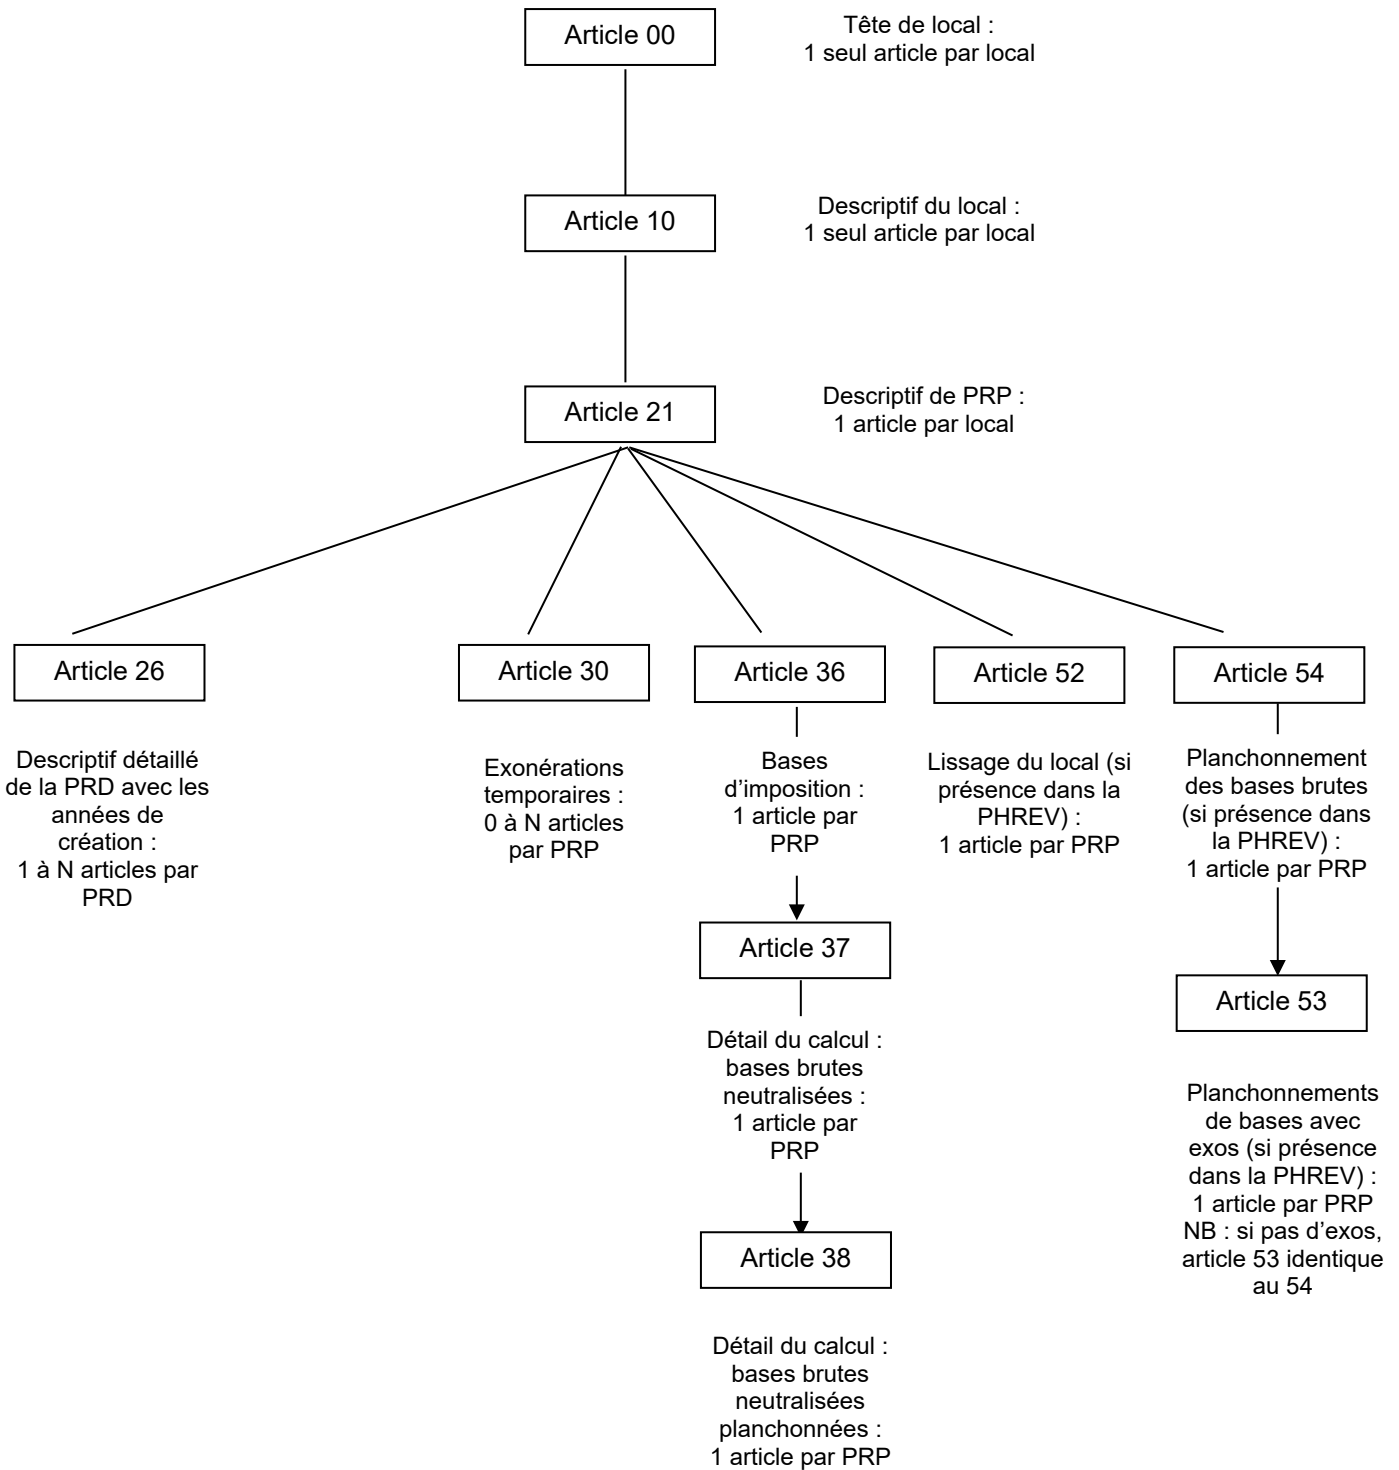 Article 00
Tête de local :
1 seul article par local
Article 10
Descriptif du local :
1 seul article par local
Article 21
Descriptif de PRP :
1 article par local
Article 26
Descriptif détaillé
de la PRD avec les
années de
création :
1 à N articles par
PRD
Article 30
Exonérations
temporaires :
0 à N articles
par PRP
Article 36
Bases
d’imposition :
1 article par
PRP
Article 37
Détail du calcul :
bases brutes
neutralisées :
1 article par
PRP
Article 38
Détail du calcul :
bases brutes
neutralisées
planchonnées :
1 article par PRP
Article 52
Lissage du local (si
présence dans la
PHREV) :
1 article par PRP
Article 54
Planchonnement
des bases brutes
(si présence dans
la PHREV) :
1 article par PRP
Article 53
Planchonnements
de bases avec
exos (si présence
dans la PHREV) :
1 article par PRP
NB : si pas d’exos,
article 53 identique
au 54